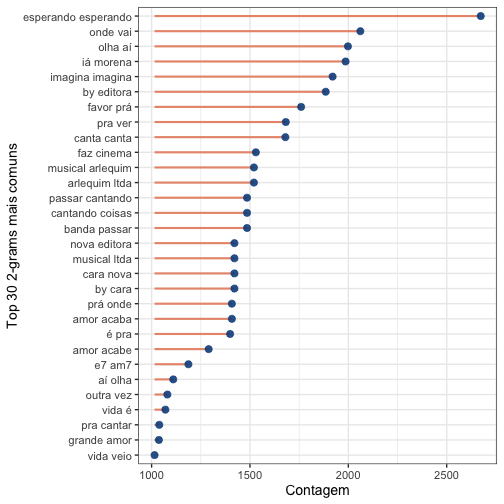 Top 30 2-grams mais comuns
esperando esperando
onde vai
olha aí
iá morena
imagina imagina
by editora
favor prá
pra ver
canta canta
faz cinema
musical arlequim
arlequim ltda
passar cantando
cantando coisas
banda passar
nova editora
musical ltda
cara nova
by cara
prá onde
amor acaba
é pra
amor acabe
e7 am7
aí olha
outra vez
vida é
pra cantar
grande amor
vida veio
1000 1500 2000 2500
Contagem